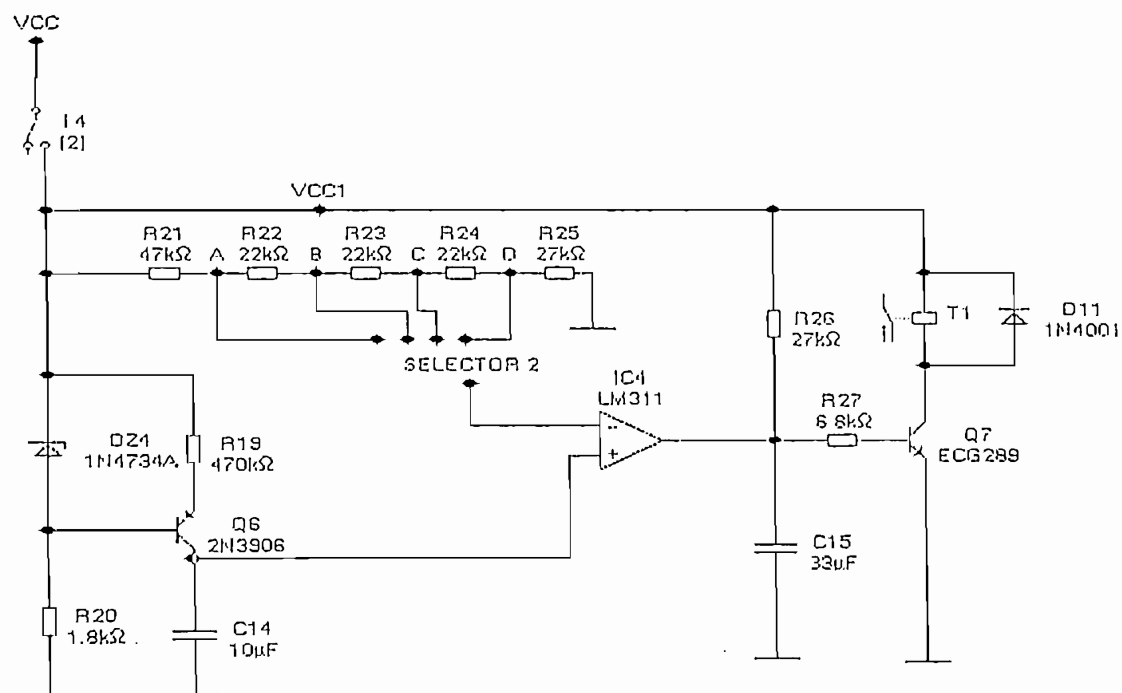 VCC
I4
[2]
VCC1
R21
47kΩ
A
R22
22kΩ
B
R23
22kΩ
C
R24
22kΩ
D
R25
27kΩ
SELECTOR 2
R26
27kΩ
T1
D11
1N4001
IC4
LM311
-
+
R27
6.8kΩ
Q7
ECG289
DZ4
1N4734A
R19
470kΩ
Q6
2N3906
C15
33µF
R20
1.8kΩ
C14
10µF